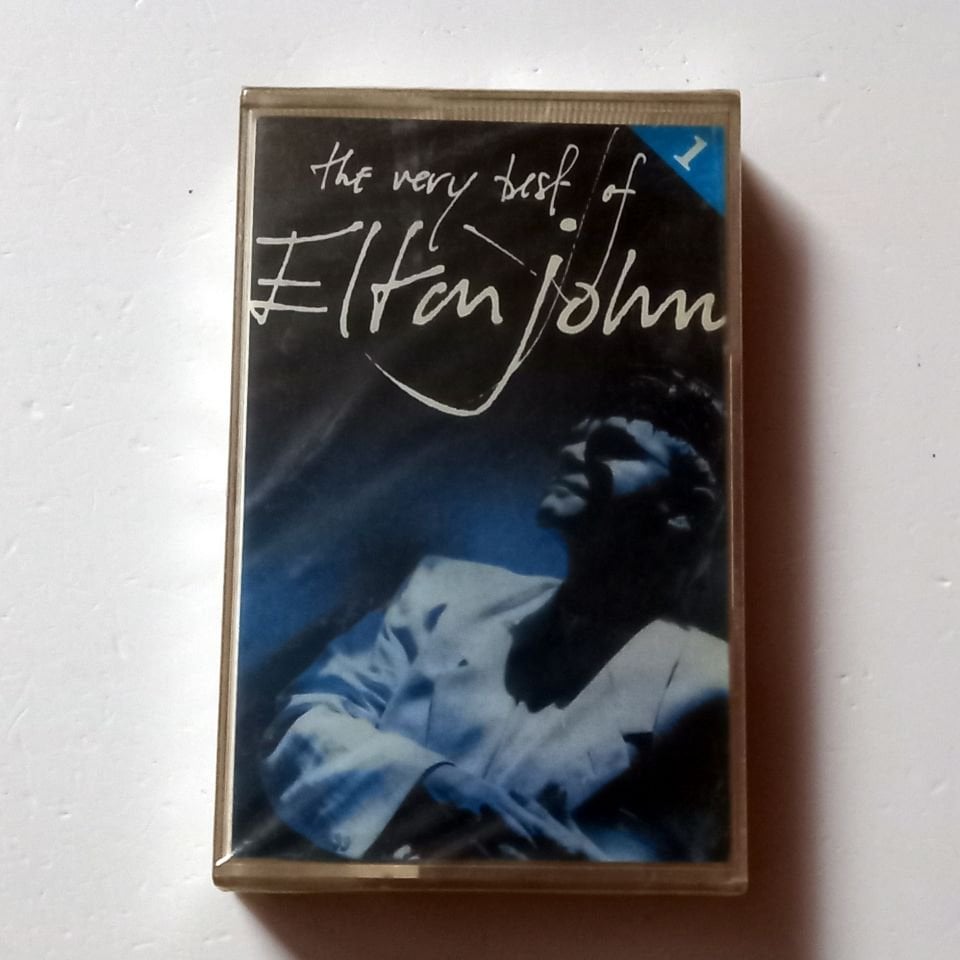 the very best of
Elton john
1